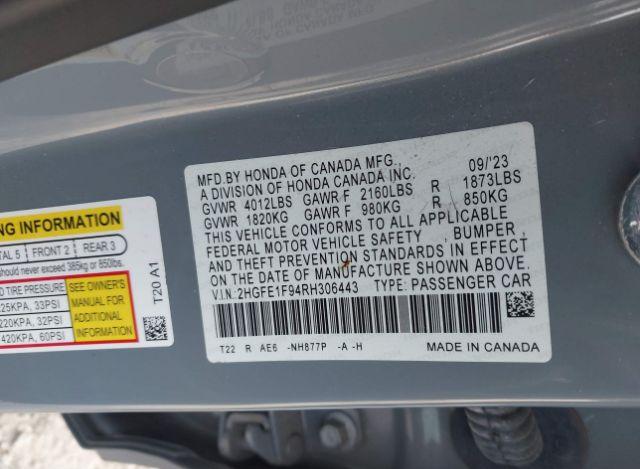 MFD BY HONDA OF CANADA MFG., 09/'23
A DIVISION OF HONDA CANADA INC.
GVWR 4012LBS GAWR F 2160LBS R 1873LBS
GVWR 1820KG GAWR F 980KG R 850KG
THIS VEHICLE CONFORMS TO ALL APPLICABLE
FEDERAL MOTOR VEHICLE SAFETY , BUMPER ,
AND THEFT PREVENTION STANDARDS IN EFFECT
ON THE DATE OF MANUFACTURE SHOWN ABOVE.
V.I.N.:2HGFE1F94RH306443 TYPE: PASSENGER CAR
T22 R AE6 -NH877P -A -H MADE IN CANADA
NG INFORMATION
TAL 5 FRONT 2 REAR 3
should never exceed 385kg or 850lbs.
D TIRE PRESSURE SEE OWNER'S
25KPA, 33PSI MANUAL FOR
220KPA, 32PSI ADDITIONAL
420KPA, 60PSI INFORMATION
T20 A1